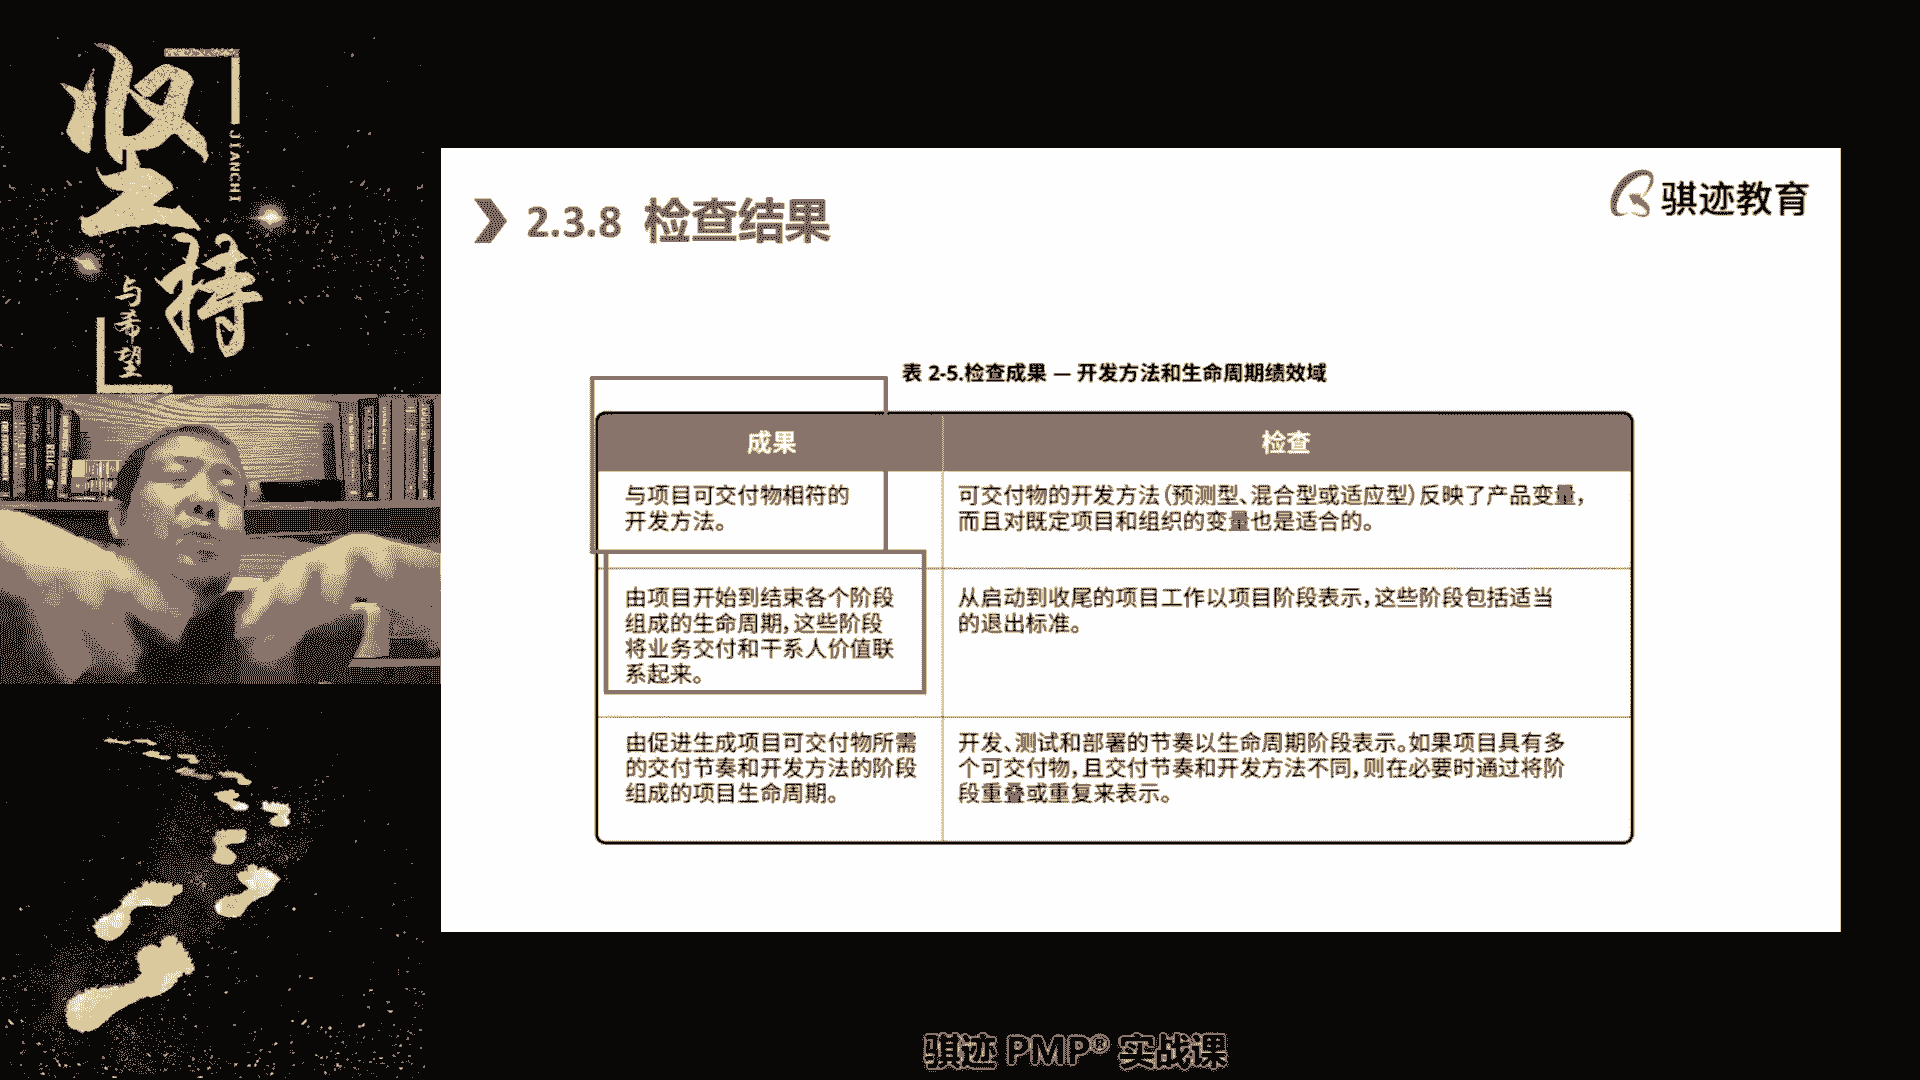 坚持
JIANCHI
与希望
2.3.8 检查结果
骐迹教育
表 2-5.检查成果 — 开发方法和生命周期绩效域
成果
检查
与项目可交付物相符的
开发方法。
可交付物的开发方法(预测型、混合型或适应型)反映了产品变量,
而且对既定项目和组织的变量也是适合的。
由项目开始到结束各个阶段
组成的生命周期,这些阶段
将业务交付和干系人价值联
系起来。
从启动到收尾的项目工作以项目阶段表示,这些阶段包括适当
的退出标准。
由促进生成项目可交付物所需
的交付节奏和开发方法的阶段
组成的项目生命周期。
开发、测试和部署的节奏以生命周期阶段表示。如果项目具有多
个可交付物,且交付节奏和开发方法不同,则在必要时通过将阶
段重叠或重复来表示。
骐迹 PMP® 实战课